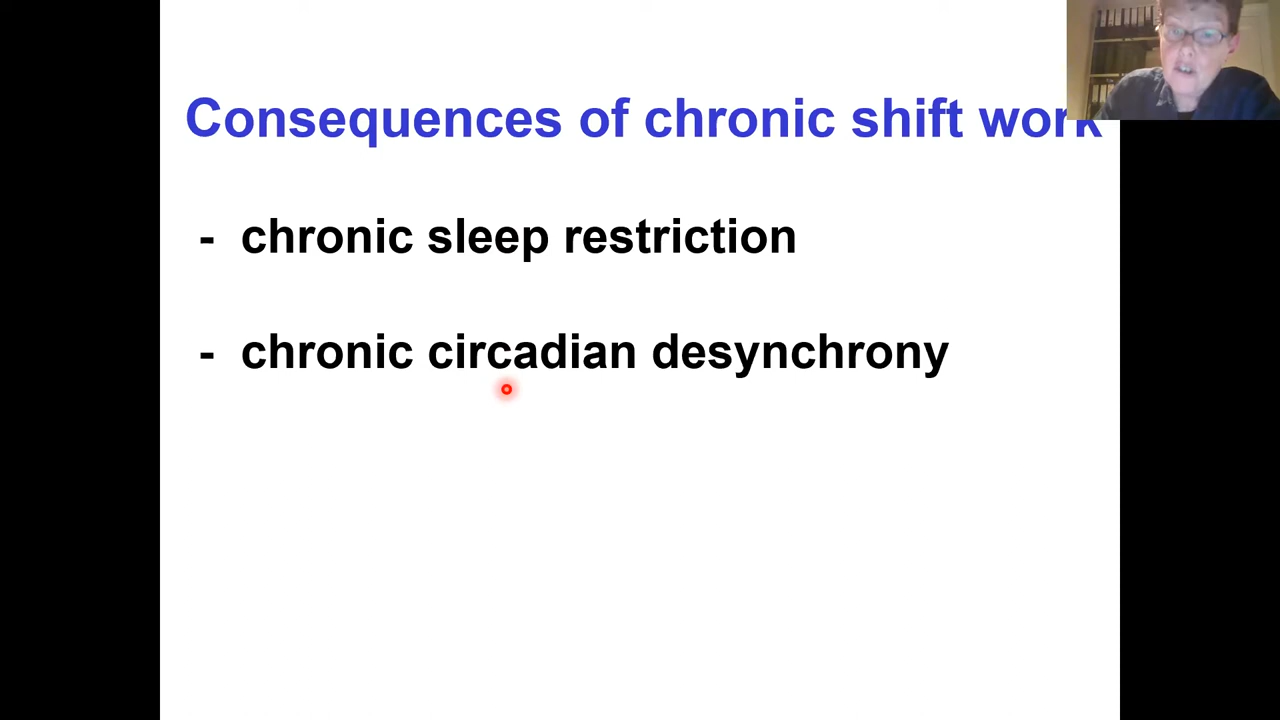 Consequences of chronic shift work
- chronic sleep restriction
- chronic circadian desynchrony